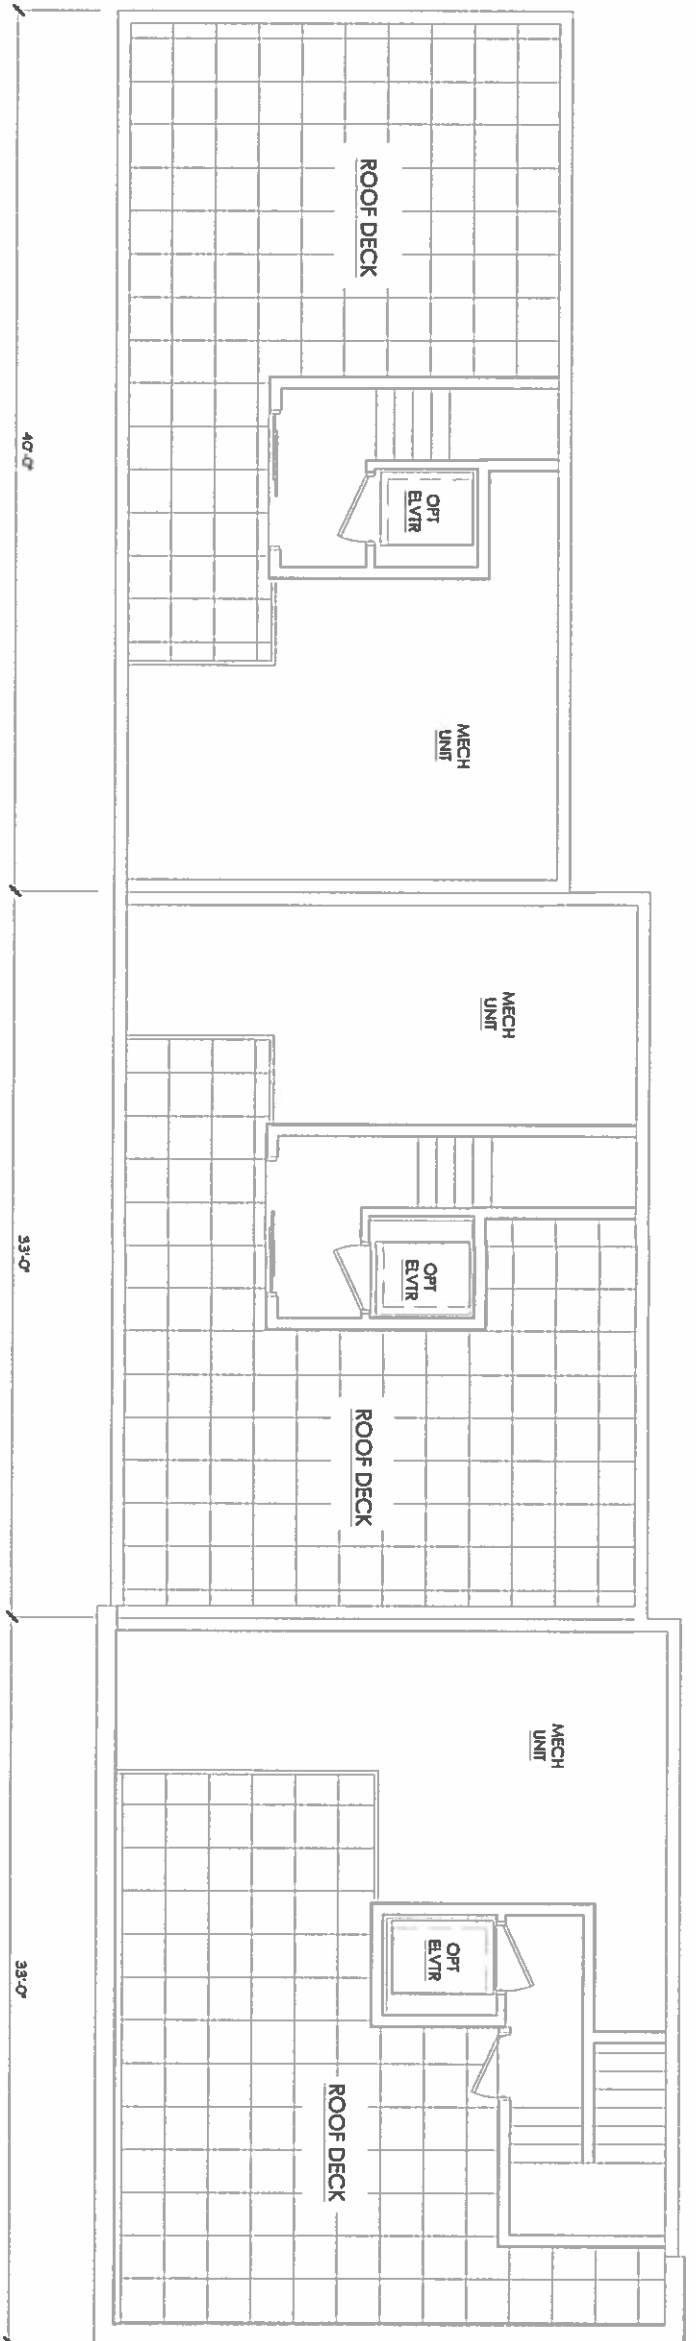 ROOF DECK
OPT
ELVTR
MECH
UNIT
40'-0"
MECH
UNIT
OPT
ELVTR
ROOF DECK
33'-0"
MECH
UNIT
OPT
ELVTR
ROOF DECK
33'-0"